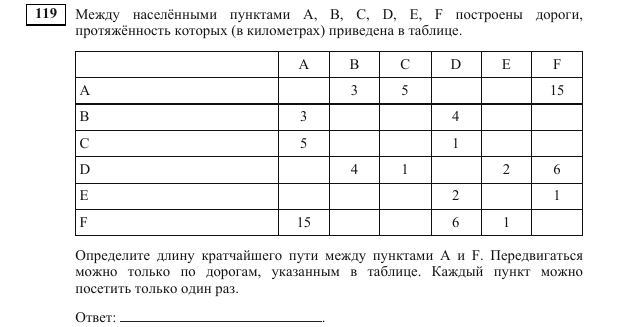 119 Между населёнными пунктами A, B, C, D, E, F построены дороги,
протяжённость которых (в километрах) приведена в таблице.
A B C D E F
A 3 5 15
B 3 4
C 5 1
D 4 1 2 6
E 2 1
F 15 6 1
Определите длину кратчайшего пути между пунктами A и F. Передвигаться
можно только по дорогам, указанным в таблице. Каждый пункт можно
посетить только один раз.
Ответ: .